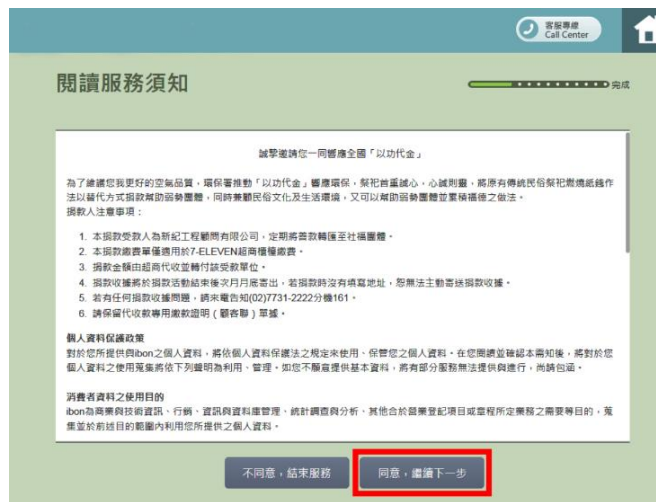 客服專線
Call Center
閱讀服務須知
完成
誠摯邀請您一同響應全國「以功代金」
為了維護您我更好的空氣品質，環保署推動「以功代金」響應環保，祭祀首重誠心，心誠則靈，將原有傳統民俗祭祀燃燒紙錢作
法以替代方式捐款幫助弱勢團體，同時兼顧民俗文化及生活環境，又可以幫助弱勢團體並累積福德之做法。
捐款人注意事項：
1. 本捐款受款人為新紀工程顧問有限公司，定期將善款轉匯至社福團體。
2. 本捐款繳費單僅適用於7-ELEVEN超商櫃檯繳費。
3. 捐款金額由超商代收並轉付該受款單位。
4. 捐款收據將於捐款活動結束後次月月底寄出，若捐款時沒有填寫地址，恕無法主動寄送捐款收據。
5. 若有任何捐款收據問題，請來電告知(02)7731-2222分機161。
6. 請保留代收款專用繳款證明（顧客聯）單據。
個人資料保護政策
對於您所提供與ibon之個人資料，將依個人資料保護法之規定來使用、保管您之個人資料。在您閱讀並確認本需知後，將對於您
個人資料之使用蒐集將依下列聲明為利用、管理。如您不願意提供基本資料，將有部分服務無法提供與進行，尚請包涵。
消費者資料之使用目的
ibon為商業與技術資訊、行銷、資訊與資料庫管理、統計調查與分析、其他合於營業登記項目或章程所定業務之需要等目的，蒐
集並於前述目的範圍內利用您所提供之個人資料。
不同意，結束服務
同意，繼續下一步